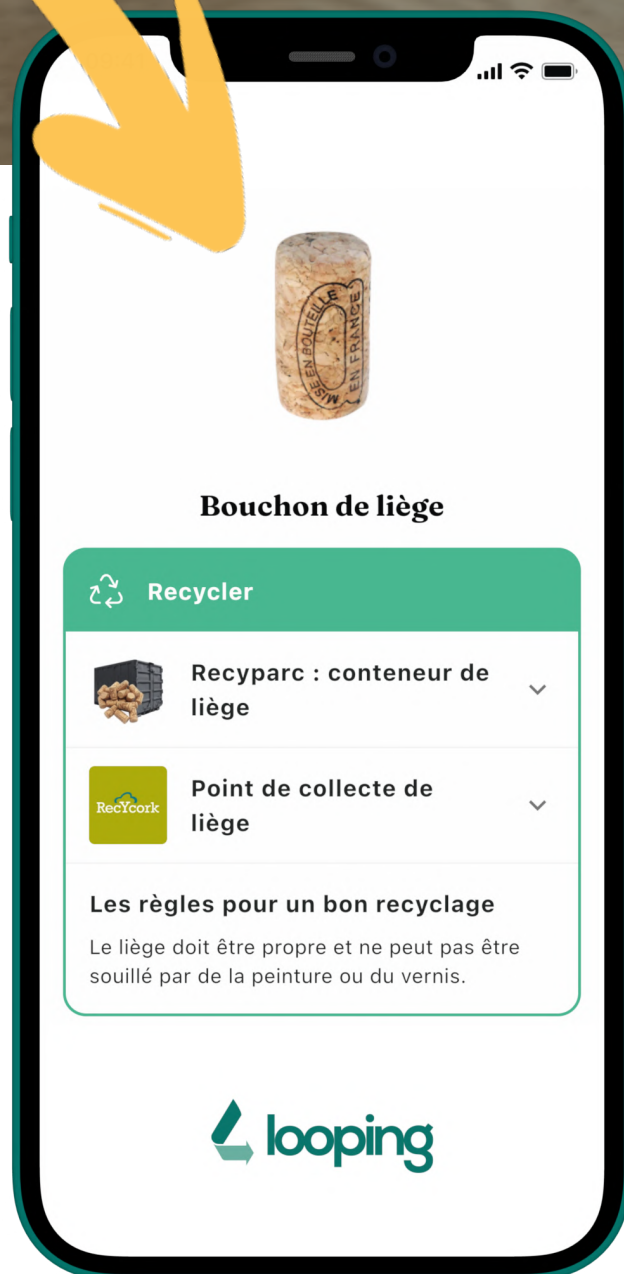 MISE EN BOUTEILLE
EN FRANCE
Bouchon de liège
Recycler
Recyparc : conteneur de
liège
RecYcork
Point de collecte de
liège
Les règles pour un bon recyclage
Le liège doit être propre et ne peut pas être
souillé par de la peinture ou du vernis.
looping